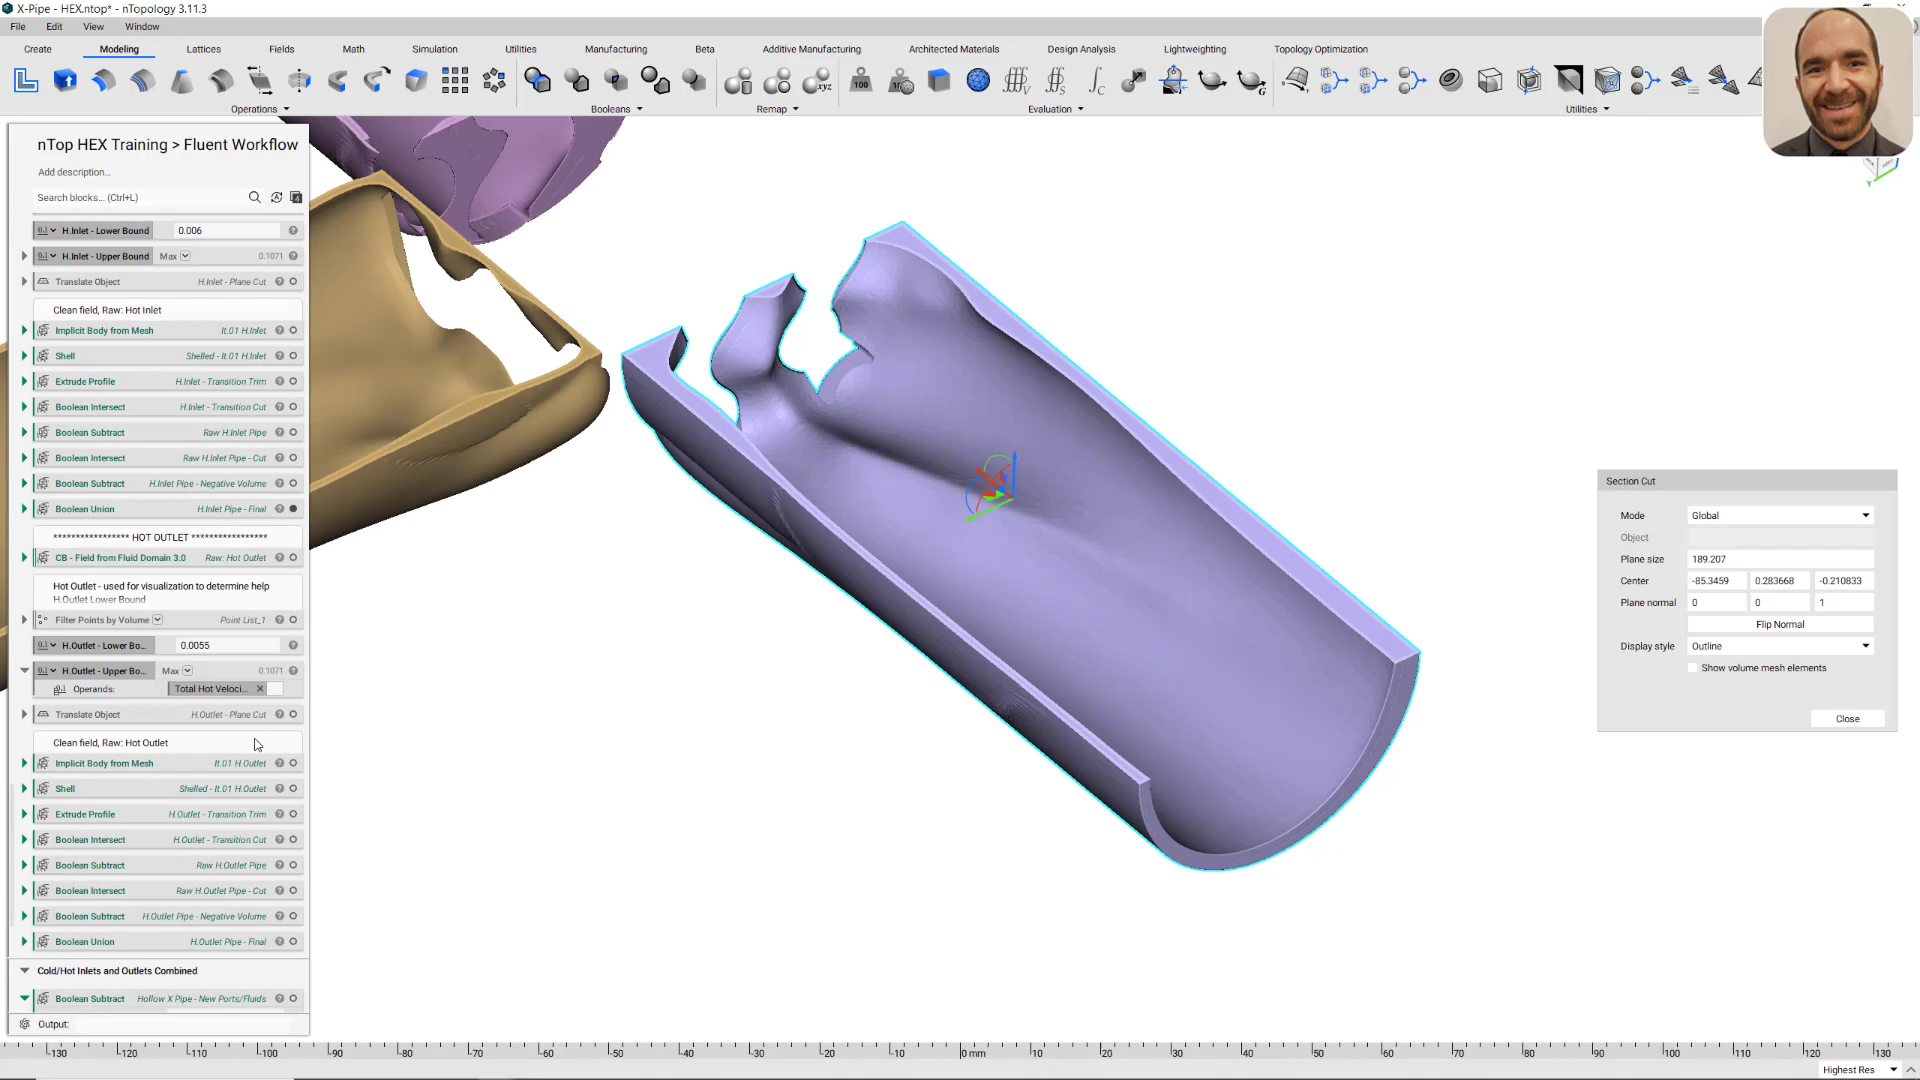 X-Pipe - HEX.ntop* - nTopology 3.11.3
File Edit View Window
Create Modeling Lattices Fields Math Simulation Utilities Manufacturing Beta Additive Manufacturing Architected Materials Design Analysis Lightweighting Topology Optimization
Operations Booleans Remap Evaluation Utilities
nTop HEX Training > Fluent Workflow
Add description...
Search blocks... (Ctrl+L)
H.Inlet - Lower Bound 0.006
H.Inlet - Upper Bound Max 0.1071
Translate Object H.Inlet - Plane Cut
Clean field, Raw: Hot Inlet
Implicit Body from Mesh It.01 H.Inlet
Shell Shelled - It.01 H.Inlet
Extrude Profile H.Inlet - Transition Trim
Boolean Intersect H.Inlet - Transition Cut
Boolean Subtract Raw H.Inlet Pipe
Boolean Intersect Raw H.Inlet Pipe - Cut
Boolean Subtract H.Inlet Pipe - Negative Volume
Boolean Union H.Inlet Pipe - Final
***************** HOT OUTLET *****************
CB - Field from Fluid Domain 3.0 Raw: Hot Outlet
Hot Outlet - used for visualization to determine help
H.Outlet Lower Bound
Filter Points by Volume Point List_1
H.Outlet - Lower Bo... 0.0055
H.Outlet - Upper Bo... Max 0.1071
Operands: Total Hot Veloci...
Translate Object H.Outlet - Plane Cut
Clean field, Raw: Hot Outlet
Implicit Body from Mesh It.01 H.Outlet
Shell Shelled - It.01 H.Outlet
Extrude Profile H.Outlet - Transition Trim
Boolean Intersect H.Outlet - Transition Cut
Boolean Subtract Raw H.Outlet Pipe
Boolean Intersect Raw H.Outlet Pipe - Cut
Boolean Subtract H.Outlet Pipe - Negative Volume
Boolean Union H.Outlet Pipe - Final
Cold/Hot Inlets and Outlets Combined
Boolean Subtract Hollow X Pipe - New Ports/Fluids
Output:
Section Cut
Mode Global
Object
Plane size 189.207
Center -85.3459 0.283668 -0.210833
Plane normal 0 0 1
Flip Normal
Display style Outline
Show volume mesh elements
Close
-130 -120 -110 -100 -90 -80 -70 -60 -50 -40 -30 -20 -10 0 mm 10 20 30 40 50 60 70 80 90 100 110 120 130
Highest Res